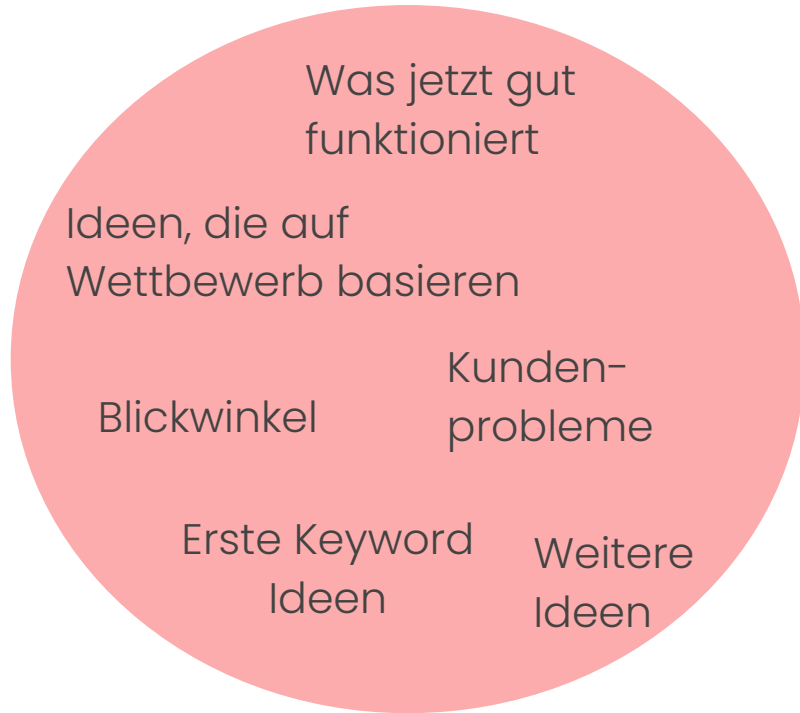 Was jetzt gut
funktioniert
Ideen, die auf
Wettbewerb basieren
Kunden-
probleme
Blickwinkel
Erste Keyword
Ideen
Weitere
Ideen